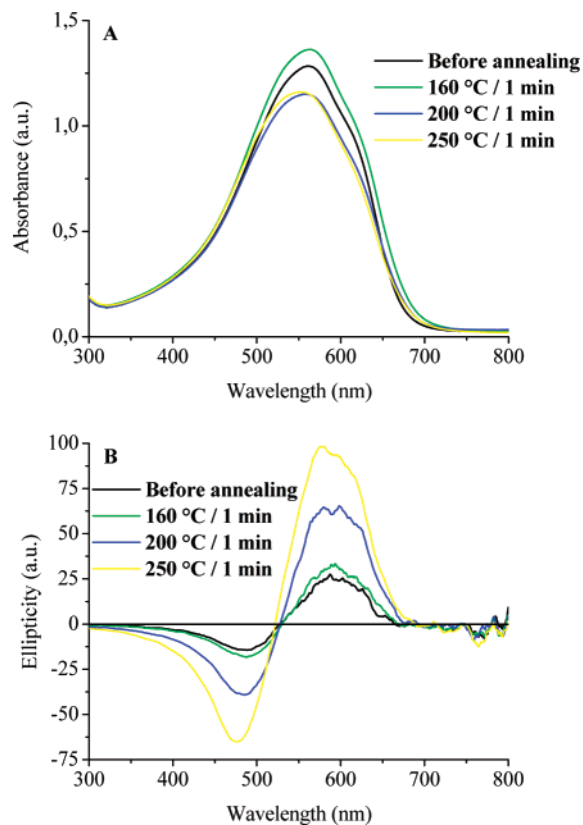 A
1,5
1,0
0,5
0,0
Absorbance (a.u.)
Before annealing
160 °C / 1 min
200 °C / 1 min
250 °C / 1 min
300 400 500 600 700 800
Wavelength (nm)
B
100
75
50
25
0
-25
-50
-75
Ellipticity (a.u.)
Before annealing
160 °C / 1 min
200 °C / 1 min
250 °C / 1 min
300 400 500 600 700 800
Wavelength (nm)